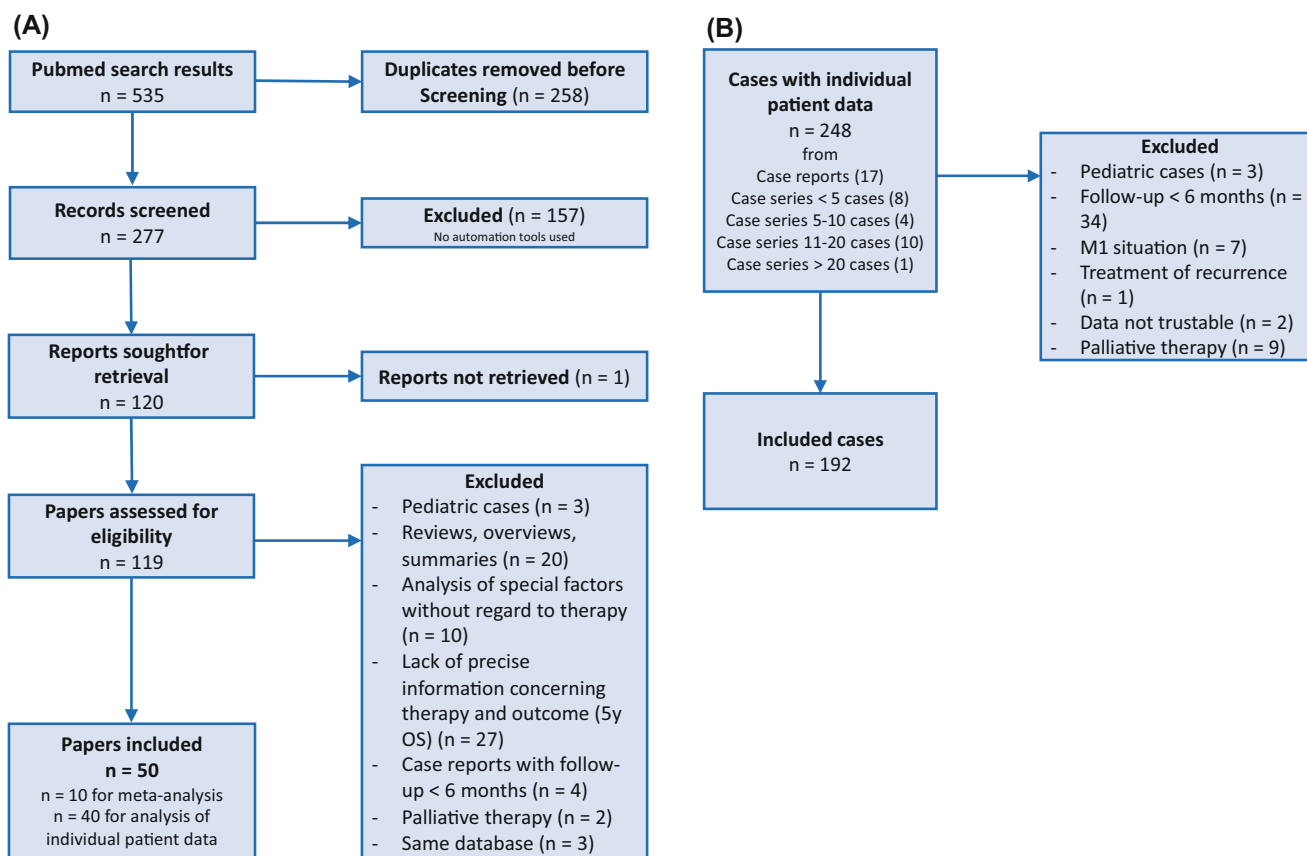 (A)
Pubmed search results
n = 535
Duplicates removed before
Screening (n = 258)
Records screened
n = 277
Excluded (n = 157)
No automation tools used
Reports soughtfor
retrieval
n = 120
Reports not retrieved (n = 1)
Papers assessed for
eligibility
n = 119
Excluded
- Pediatric cases (n = 3)
- Reviews, overviews,
summaries (n = 20)
- Analysis of special factors
without regard to therapy
(n = 10)
- Lack of precise
information concerning
therapy and outcome (5y
OS) (n = 27)
- Case reports with follow-
up < 6 months (n = 4)
- Palliative therapy (n = 2)
- Same database (n = 3)
Papers included
n = 50
n = 10 for meta-analysis
n = 40 for analysis of
individual patient data
(B)
Cases with individual
patient data
n = 248
from
Case reports (17)
Case series < 5 cases (8)
Case series 5-10 cases (4)
Case series 11-20 cases (10)
Case series > 20 cases (1)
Excluded
- Pediatric cases (n = 3)
- Follow-up < 6 months (n =
34)
- M1 situation (n = 7)
- Treatment of recurrence
(n = 1)
- Data not trustable (n = 2)
- Palliative therapy (n = 9)
Included cases
n = 192